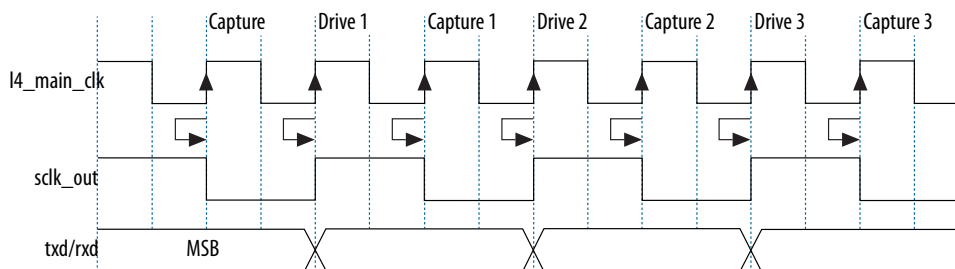 Capture Drive 1 Capture 1 Drive 2 Capture 2 Drive 3 Capture 3
l4_main_clk
sclk_out
txd/rxd MSB